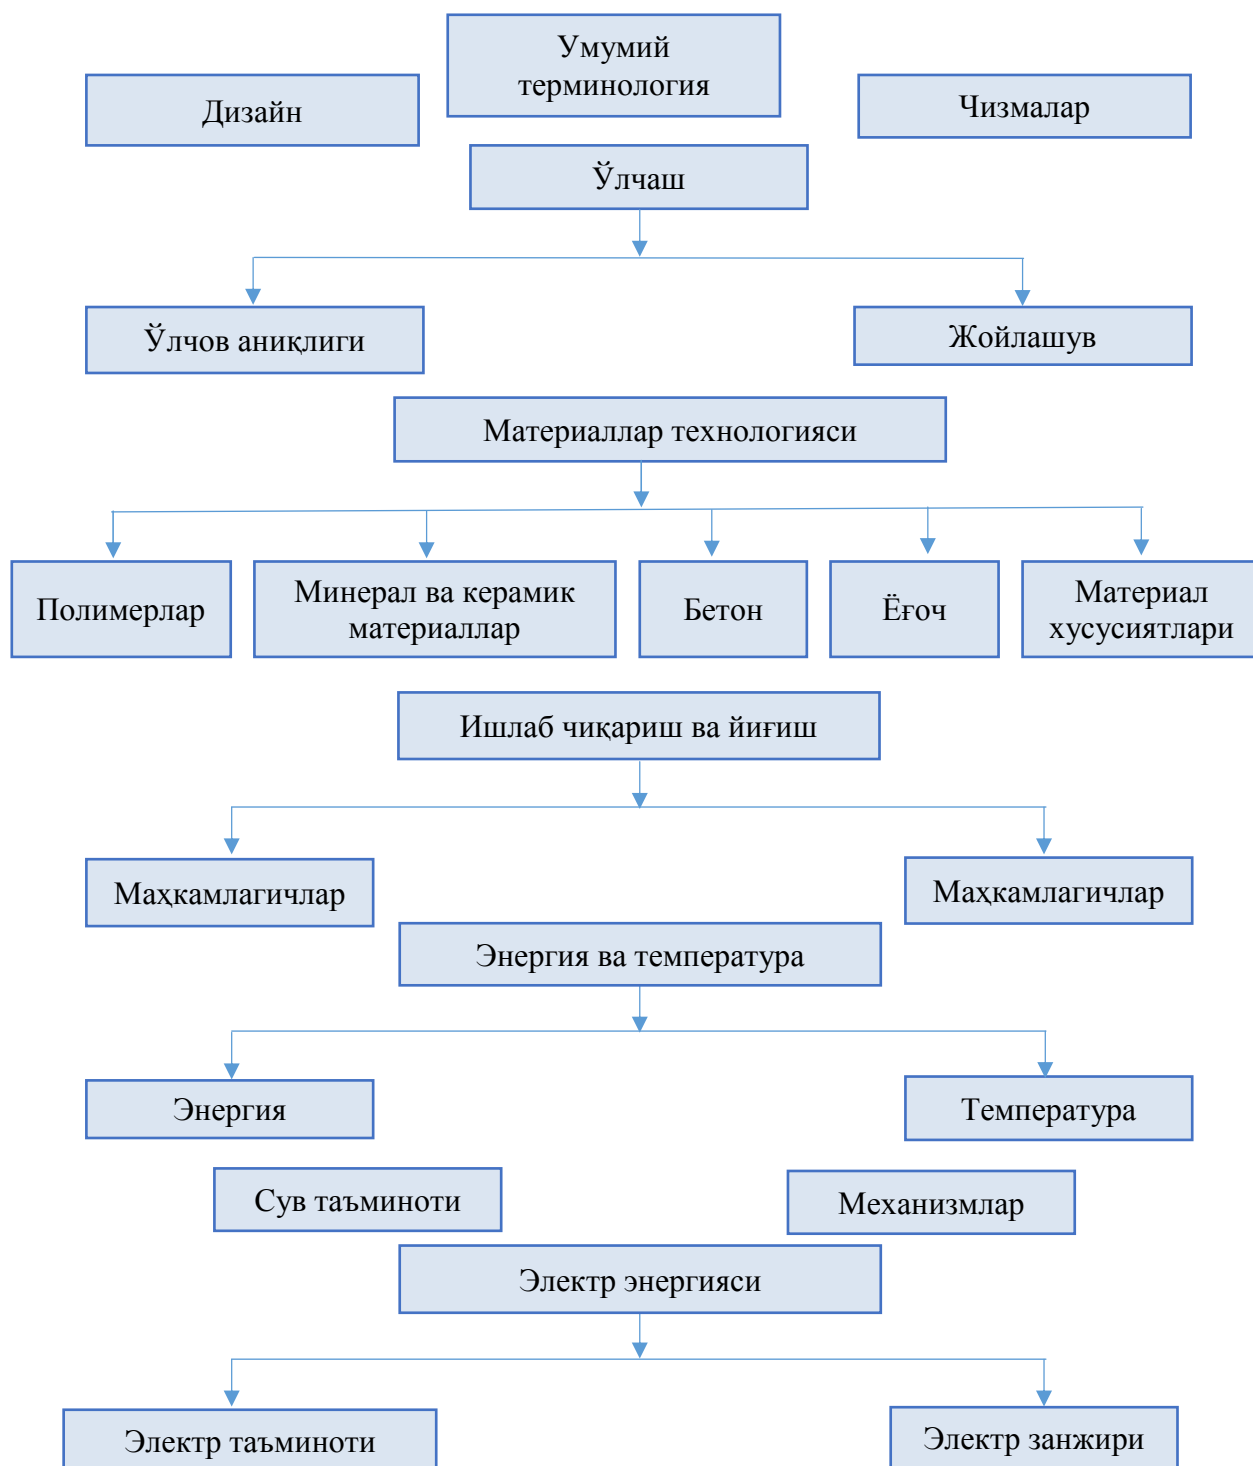 Умумий
терминология
Дизайн
Чизмалар
Ўлчаш
Ўлчов аниқлиги
Жойлашув
Материаллар технологияси
Полимерлар
Минерал ва керамик
материаллар
Бетон
Ёғоч
Материал
хусусиятлари
Ишлаб чиқариш ва йиғиш
Маҳкамлагичлар
Маҳкамлагичлар
Энергия ва температура
Энергия
Температура
Сув таъминоти
Механизмлар
Электр энергияси
Электр таъминоти
Электр занжири